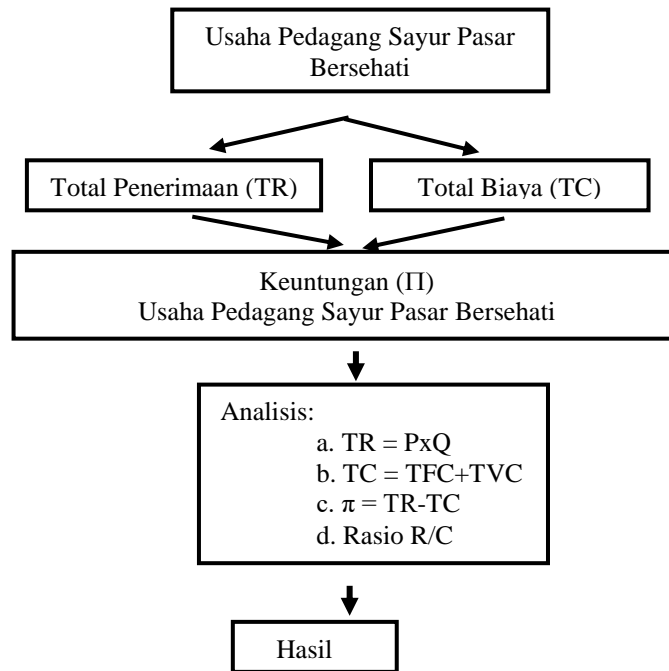 Usaha Pedagang Sayur Pasar
Bersehati
Total Penerimaan (TR)
Total Biaya (TC)
Keuntungan (Π)
Usaha Pedagang Sayur Pasar Bersehati
Analisis:
a. TR = PxQ
b. TC = TFC+TVC
c. π = TR-TC
d. Rasio R/C
Hasil